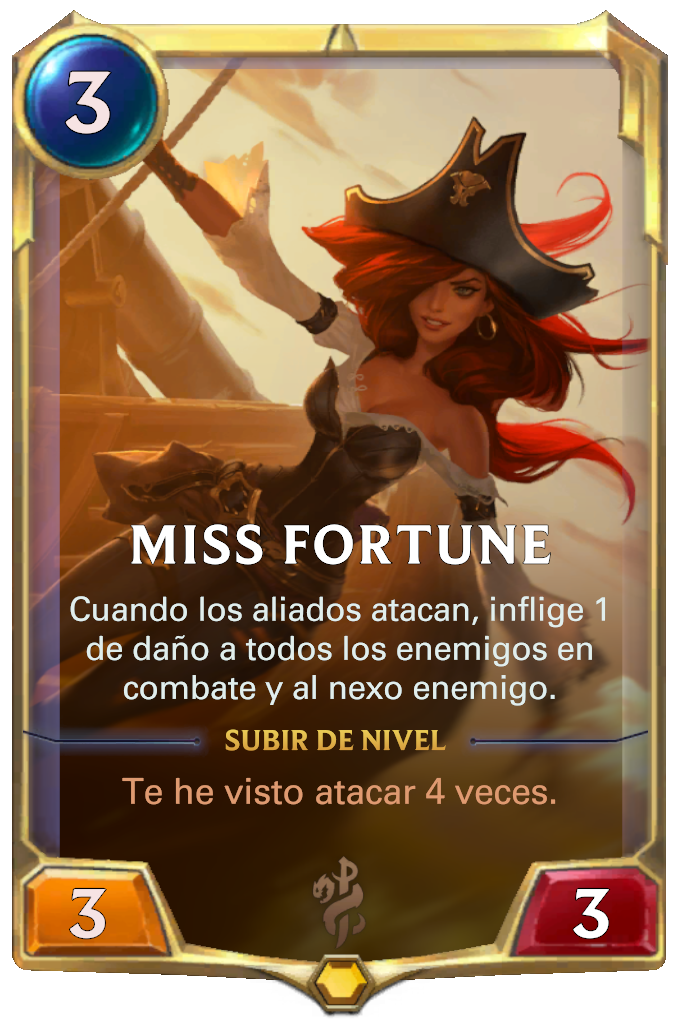 3
MISS FORTUNE
Cuando los aliados atacan, inflige 1
de daño a todos los enemigos en
combate y al nexo enemigo.
SUBIR DE NIVEL
Te he visto atacar 4 veces.
3
3